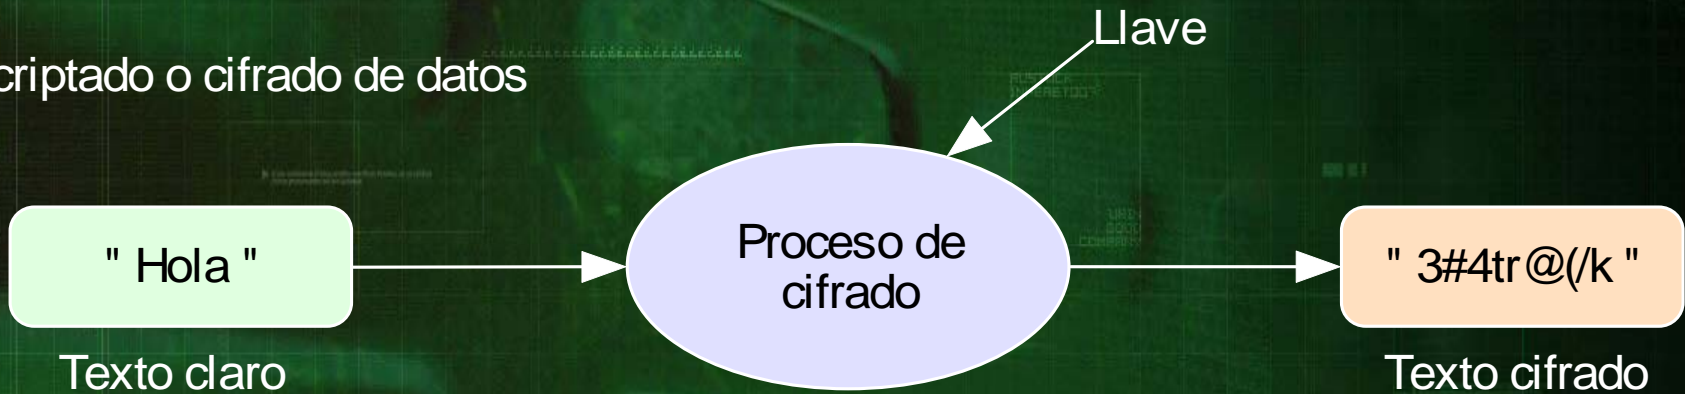 Llave
criptado o cifrado de datos
" Hola "
Proceso de
cifrado
" 3#4tr@(/k "
Texto claro
Texto cifrado